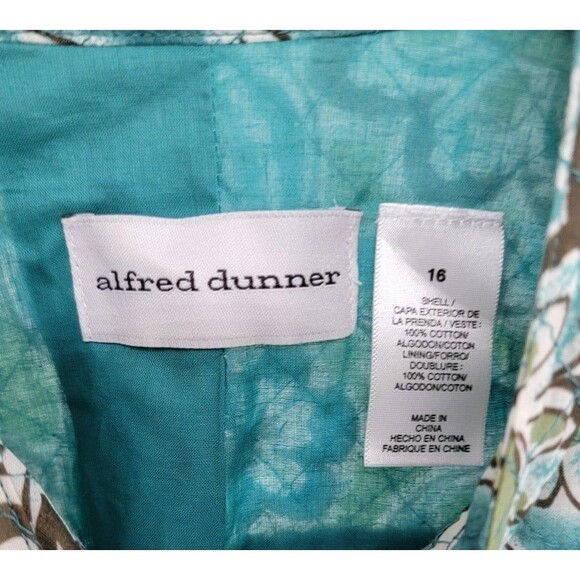 alfred dunner
16
SHELL/
CAPA EXTERIOR DE
LA PRENDA / VESTE:
100% COTTON/
ALGODON/COTON
LINING/FORRO/
DOUBLURE:
100% COTTON/
ALGODON/COTON
MADE IN
CHINA
HECHO EN CHINA
FABRIQUE EN CHINE